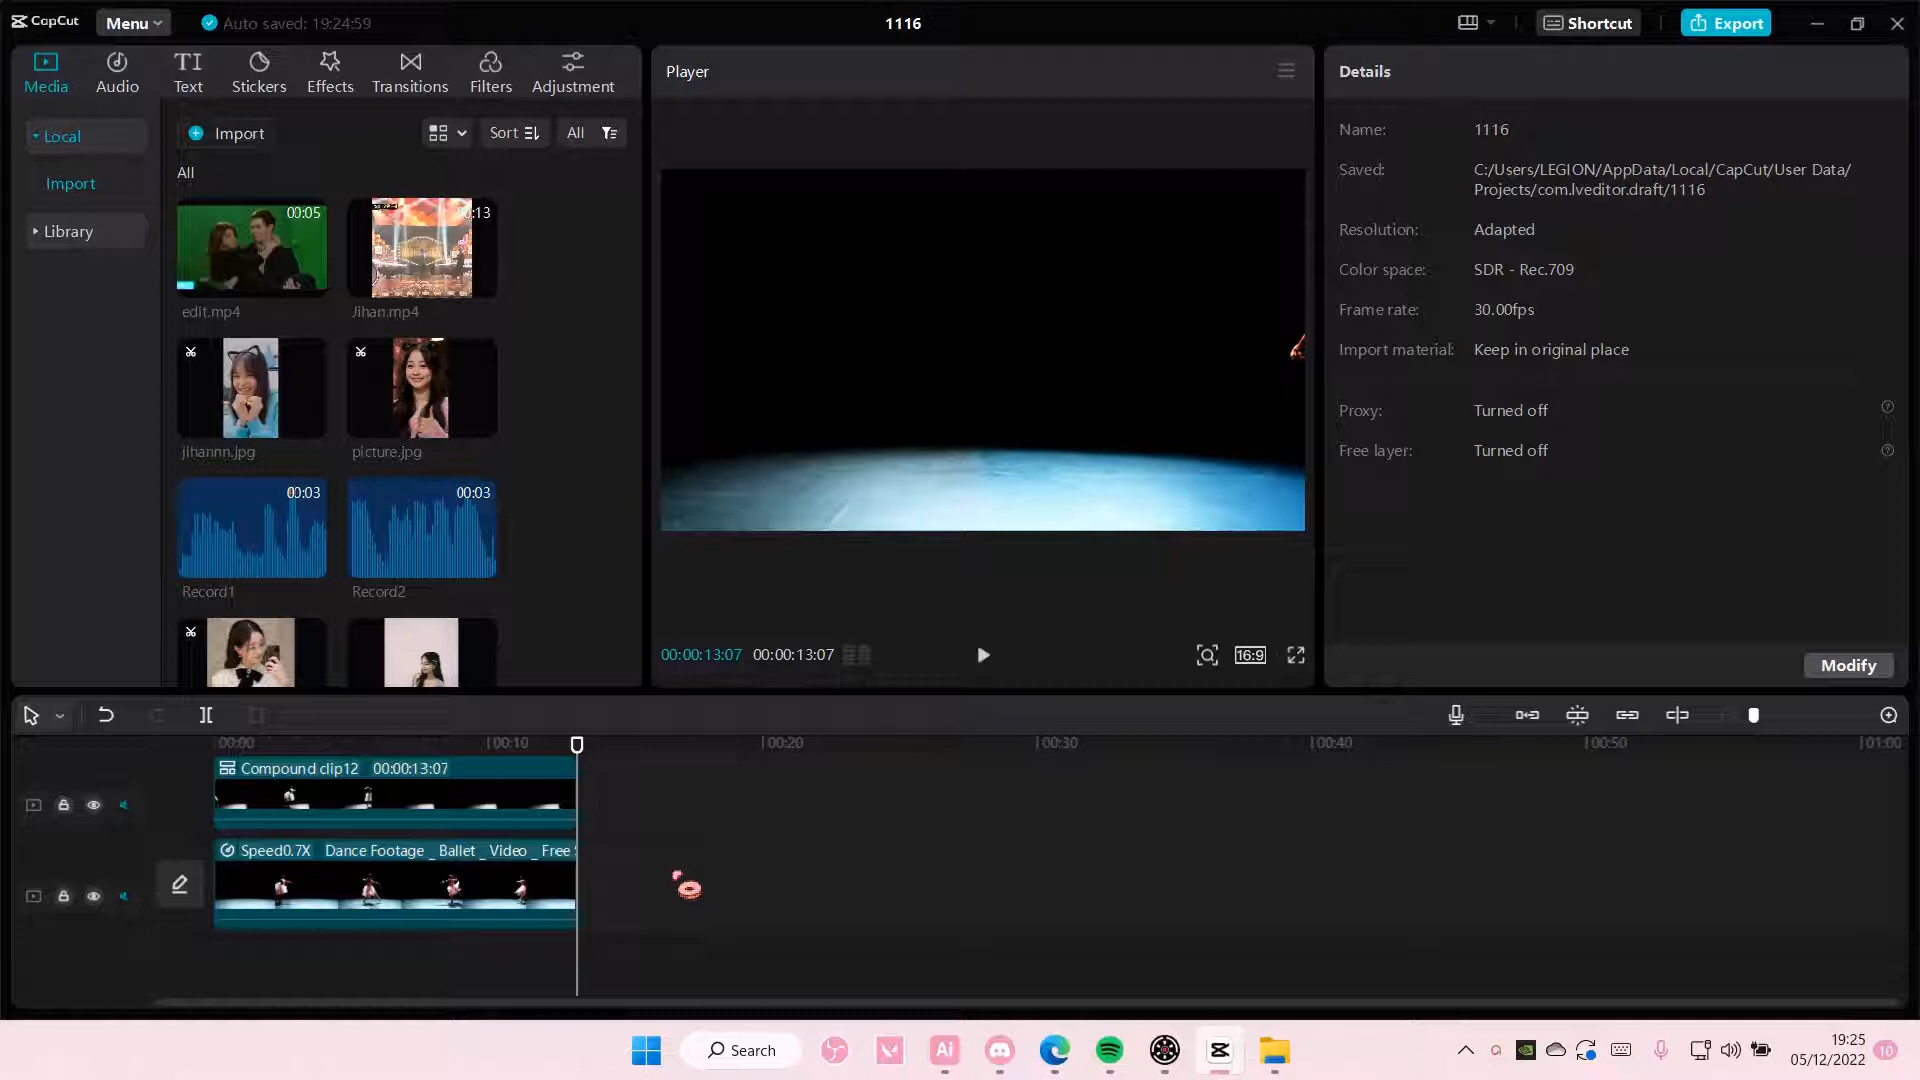 CapCut
Menu
Auto saved: 19:24:59
1116
Shortcut
Export
Media
Audio
TI
Text
Stickers
Effects
Transitions
Filters
Adjustment
Local
Import
Library
Import
Sort
All
All
00:05
edit.mp4
:13
Jihan.mp4
jihannn.jpg
picture.jpg
00:03
Record1
00:03
Record2
Player
00:00:13:07
00:00:13:07
16:9
Details
Name:
1116
Saved:
C:/Users/LEGION/AppData/Local/CapCut/User Data/
Projects/com.lveditor.draft/1116
Resolution:
Adapted
Color space:
SDR - Rec.709
Frame rate:
30.00fps
Import material:
Keep in original place
Proxy:
Turned off
Free layer:
Turned off
Modify
00:00
00:10
00:20
00:30
00:40
00:50
01:00
Compound clip12 00:00:13:07
Speed0.7X Dance Footage _ Ballet _ Video _ Free
Search
Ai
19:25
05/12/2022
10